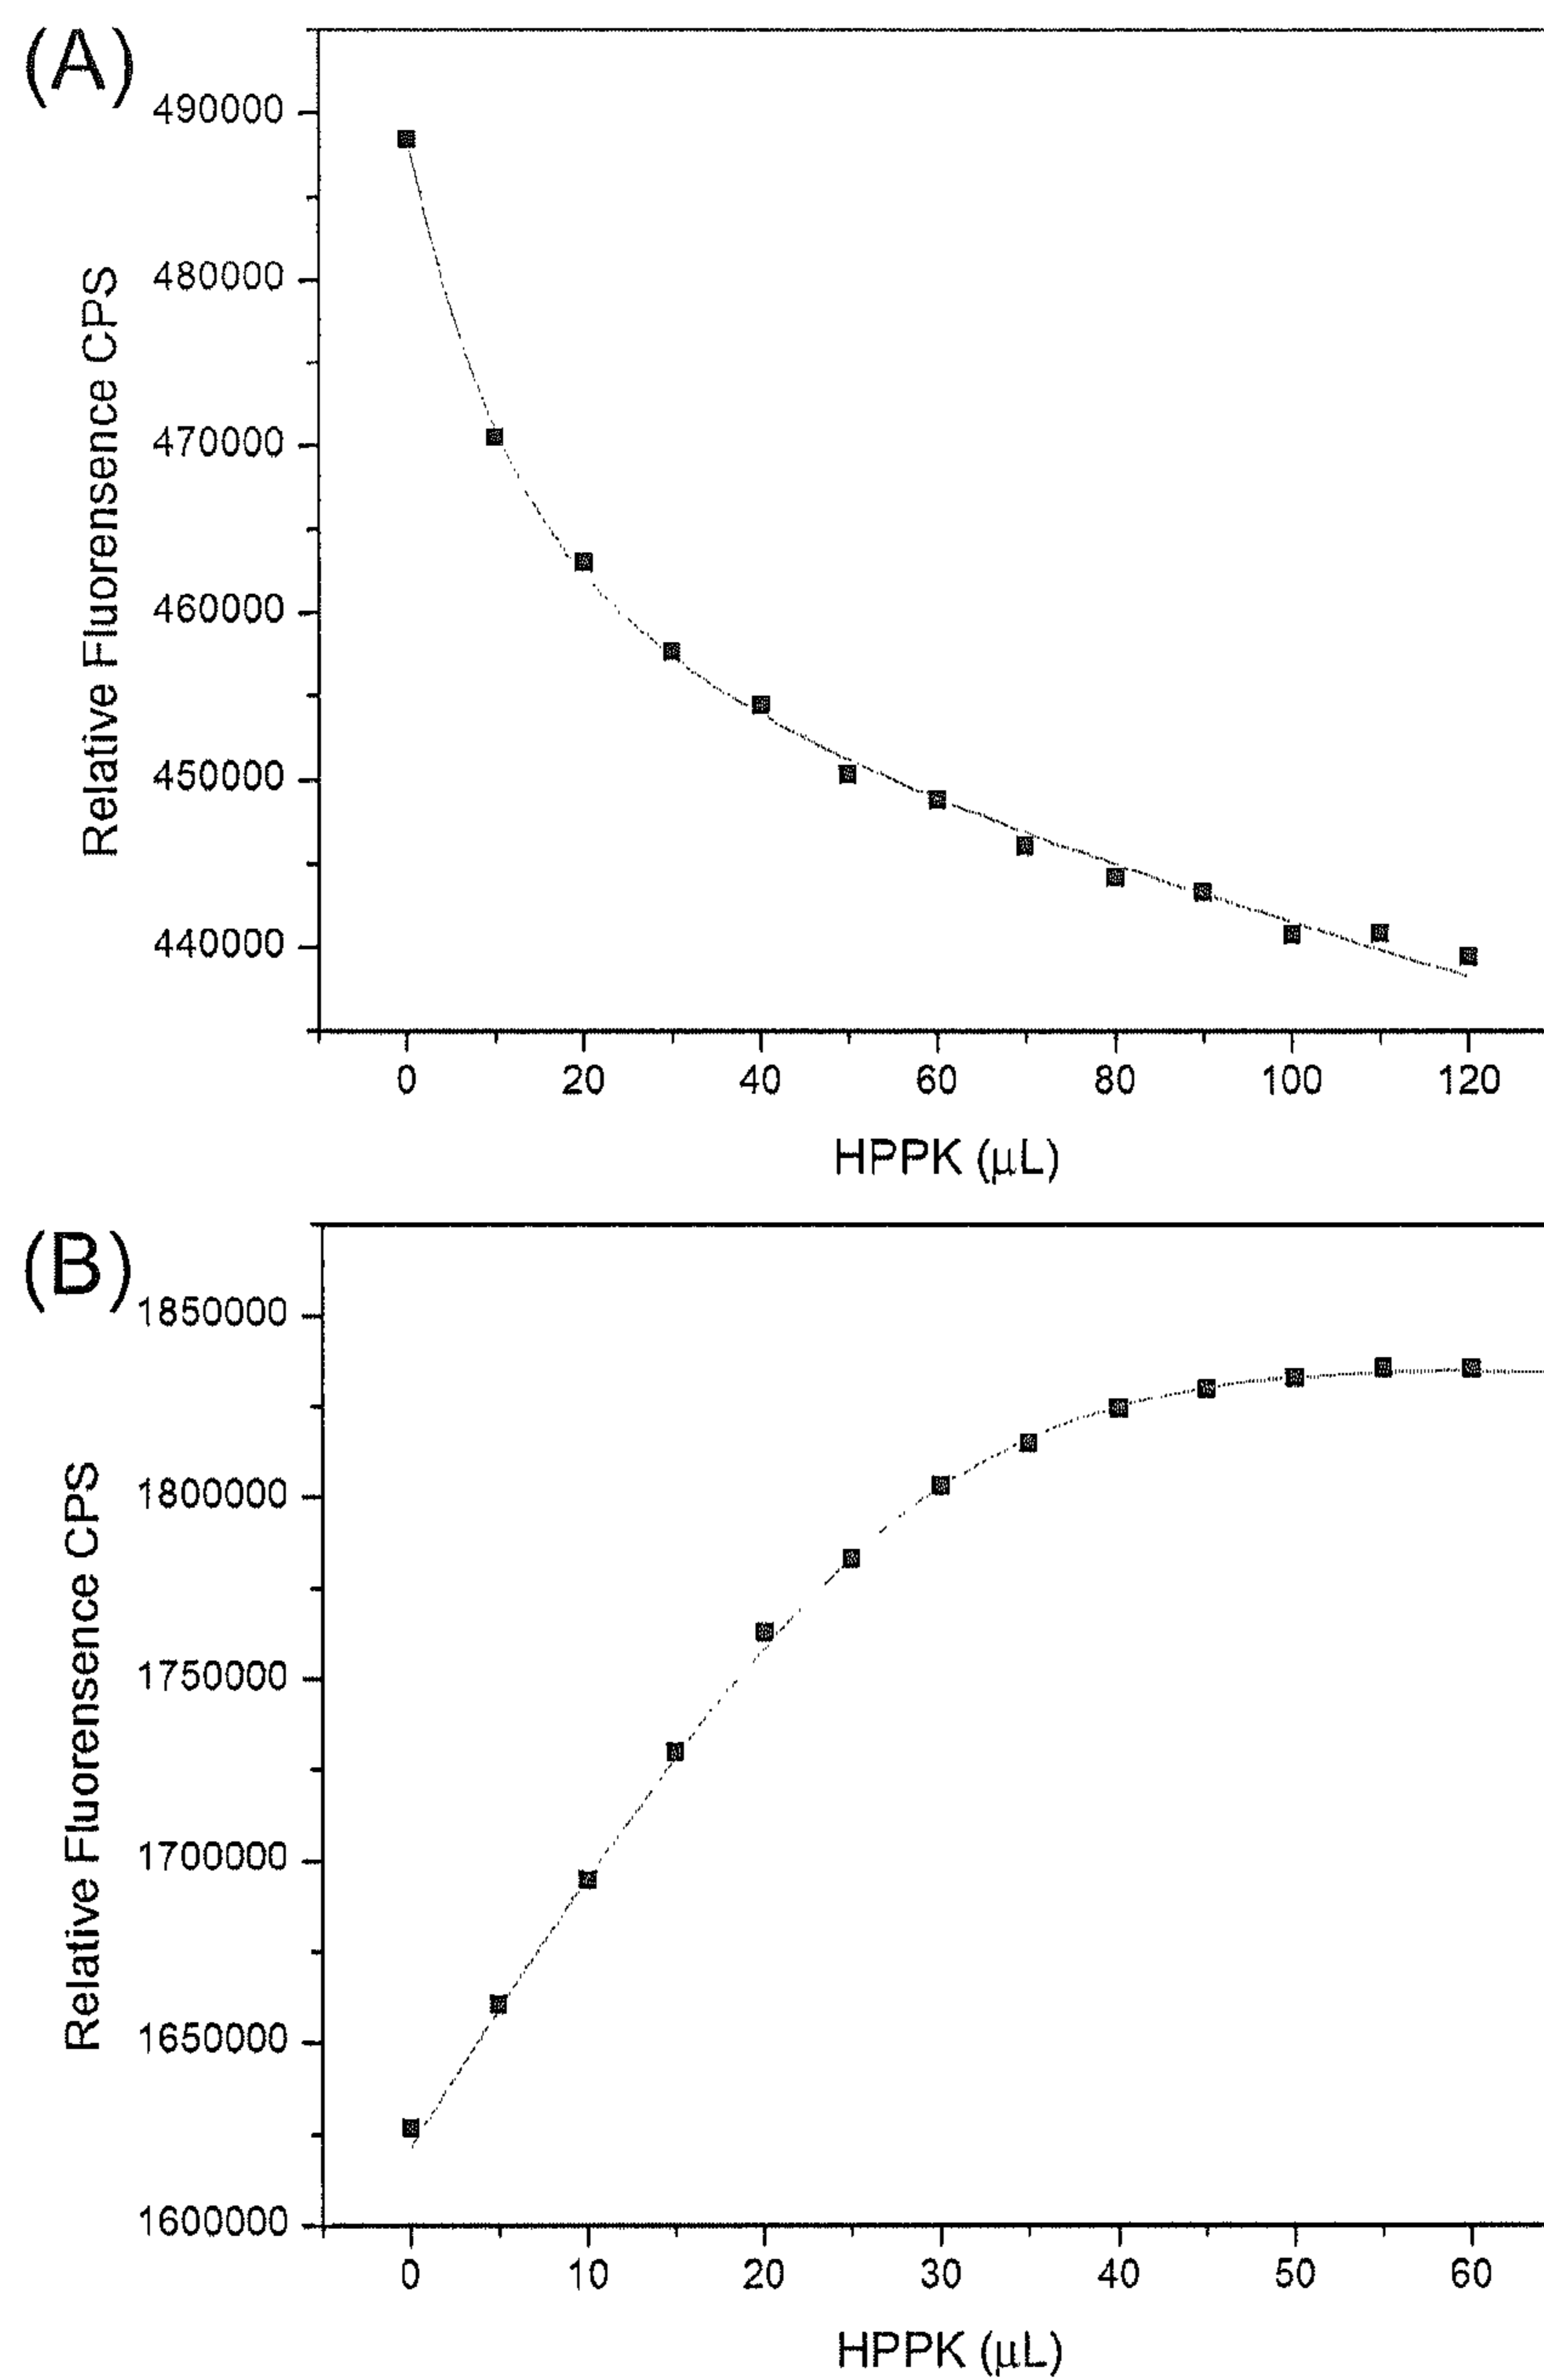 (A)
490000
480000
470000
460000
450000
440000
Relative Fluorensence CPS
0 20 40 60 80 100 120
HPPK (μL)
(B)
1850000
1800000
1750000
1700000
1650000
1600000
Relative Fluorensence CPS
0 10 20 30 40 50 60
HPPK (μL)